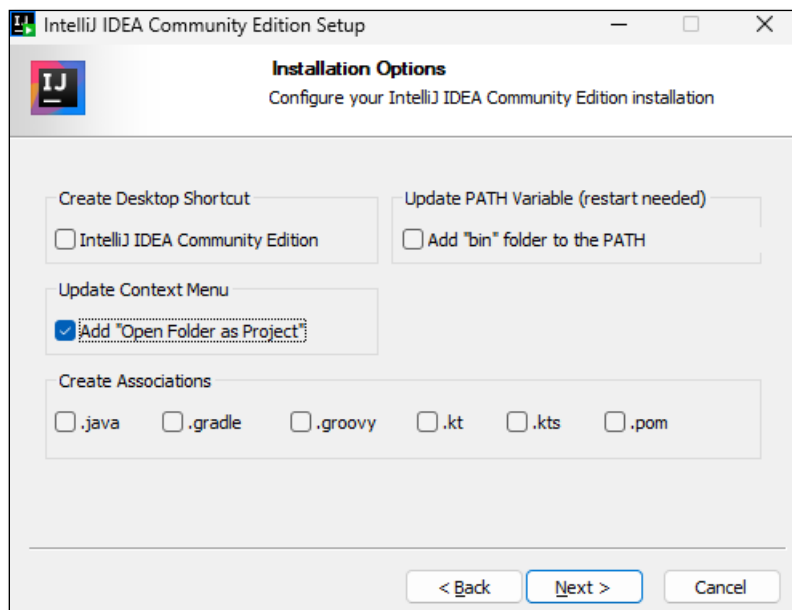 IntelliJ IDEA Community Edition Setup
IJ
Installation Options
Configure your IntelliJ IDEA Community Edition installation
Create Desktop Shortcut
IntelliJ IDEA Community Edition
Update PATH Variable (restart needed)
Add "bin" folder to the PATH
Update Context Menu
Add "Open Folder as Project"
Create Associations
.java .gradle .groovy .kt .kts .pom
< Back Next > Cancel